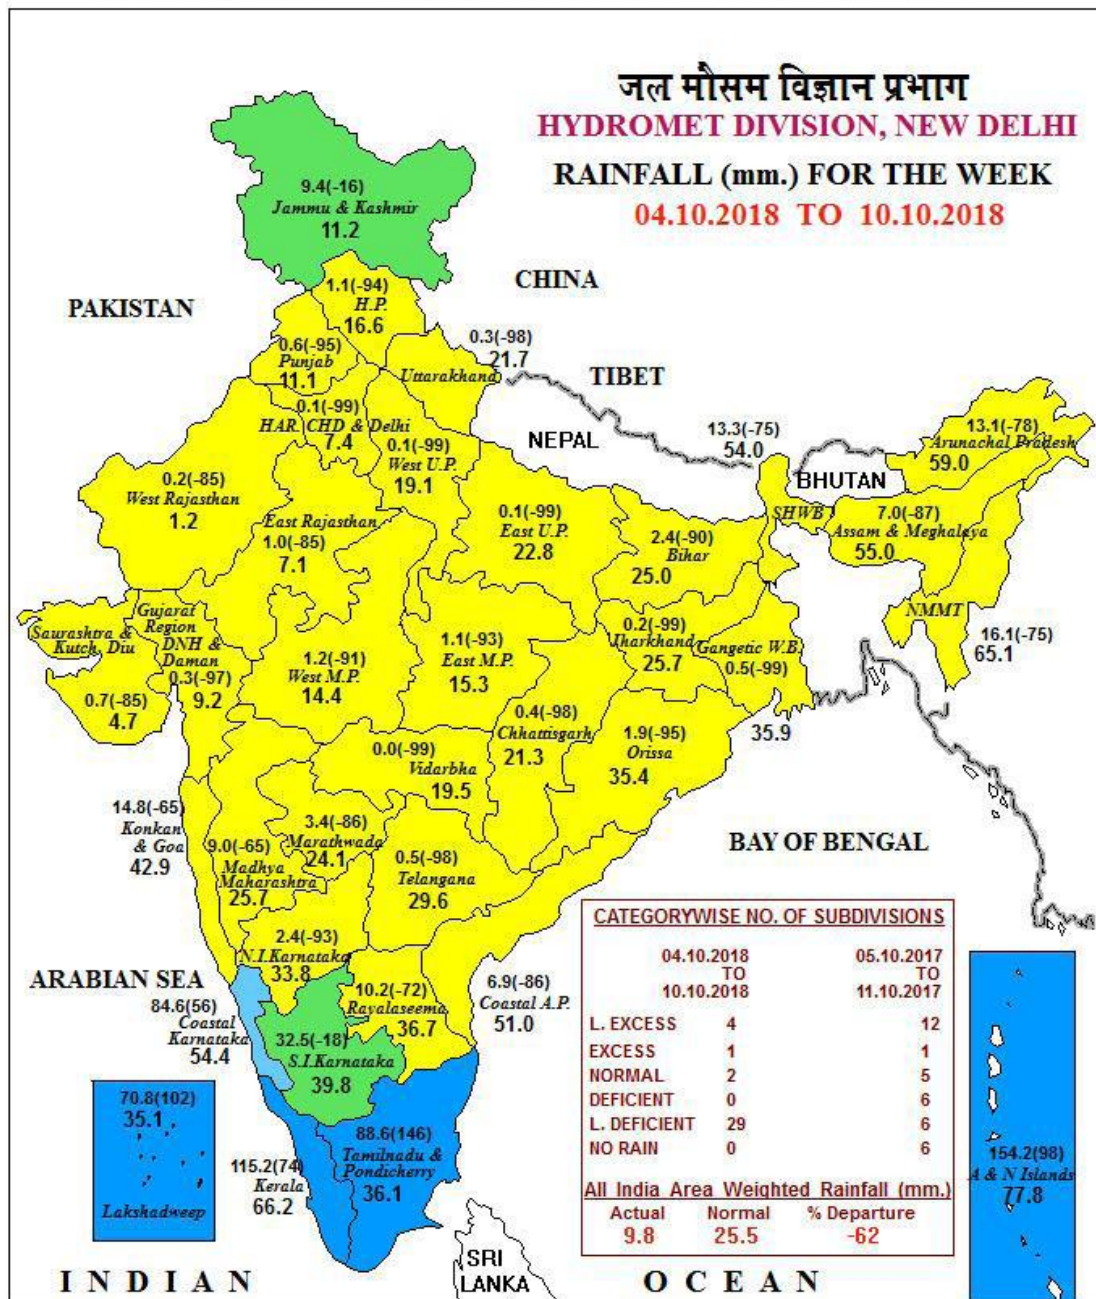 जल मौसम विज्ञान प्रभाग
HYDROMET DIVISION, NEW DELHI
RAINFALL (mm.) FOR THE WEEK
04.10.2018 TO 10.10.2018
9.4(-16)
Jammu & Kashmir
11.2
CHINA
PAKISTAN
1.1(-94)
H.P.
16.6
0.6(-95)
Punjab
11.1
0.3(-98)
21.7
Uttarakhand
TIBET
0.1(-99)
HAR. CHD & Delhi
7.4
0.1(-99)
West U.P.
19.1
NEPAL
13.3(-75)
54.0
SHWB
BHUTAN
13.1(-78)
Arunachal Pradesh
59.0
0.2(-85)
West Rajasthan
1.2
East Rajasthan
1.0(-85)
7.1
0.1(-99)
East U.P.
22.8
2.4(-90)
Bihar
25.0
7.0(-87)
Assam & Meghalaya
55.0
NMMT
16.1(-75)
65.1
Saurashtra &
Kutch, Diu
0.7(-85)
4.7
Gujarat
Region
DNH &
Daman
0.3(-97)
9.2
1.2(-91)
West M.P.
14.4
1.1(-93)
East M.P.
15.3
0.2(-99)
Jharkhand
25.7
Gangetic W.B.
0.5(-99)
35.9
0.4(-98)
Chhattisgarh
21.3
1.9(-95)
Orissa
35.4
0.0(-99)
Vidarbha
19.5
14.8(-65)
Konkan
& Goa
42.9
9.0(-65)
Madhya
Maharashtra
25.7
3.4(-86)
Marathwada
24.1
0.5(-98)
Telangana
29.6
BAY OF BENGAL
2.4(-93)
N.I.Karnataka
33.8
ARABIAN SEA
84.6(56)
Coastal
Karnataka
54.4
10.2(-72)
Rayalaseema
36.7
6.9(-86)
Coastal A.P.
51.0
32.5(-18)
S.I.Karnataka
39.8
70.8(102)
35.1
Lakshadweep
115.2(74)
Kerala
66.2
88.6(146)
Tamilnadu &
Pondicherry
36.1
154.2(98)
A & N Islands
77.8
CATEGORYWISE NO. OF SUBDIVISIONS
04.10.2018 05.10.2017
TO TO
10.10.2018 11.10.2017
L. EXCESS 4 12
EXCESS 1 1
NORMAL 2 5
DEFICIENT 0 6
L. DEFICIENT 29 6
NO RAIN 0 6
All India Area Weighted Rainfall (mm.)
Actual Normal % Departure
9.8 25.5 -62
SRI
LANKA
INDIAN OCEAN